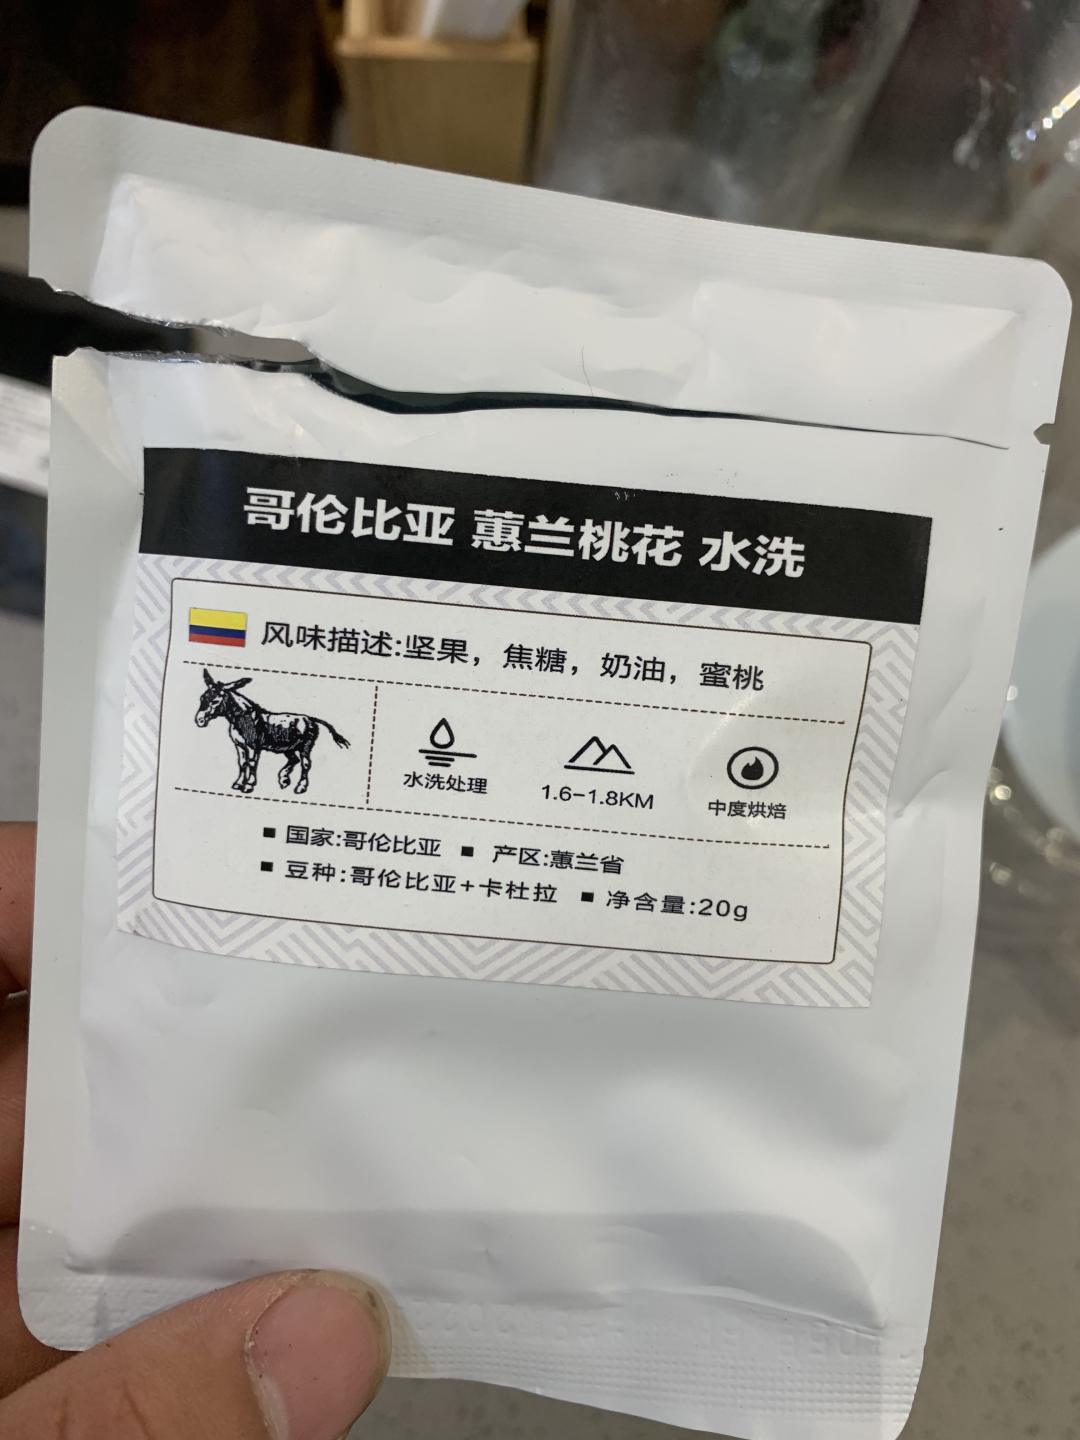 哥伦比亚 蕙兰桃花 水洗
风味描述:坚果，焦糖，奶油，蜜桃
水洗处理 1.6-1.8KM 中度烘焙
■ 国家:哥伦比亚 ■ 产区:蕙兰省
■ 豆种:哥伦比亚+卡杜拉 ■ 净含量:20g